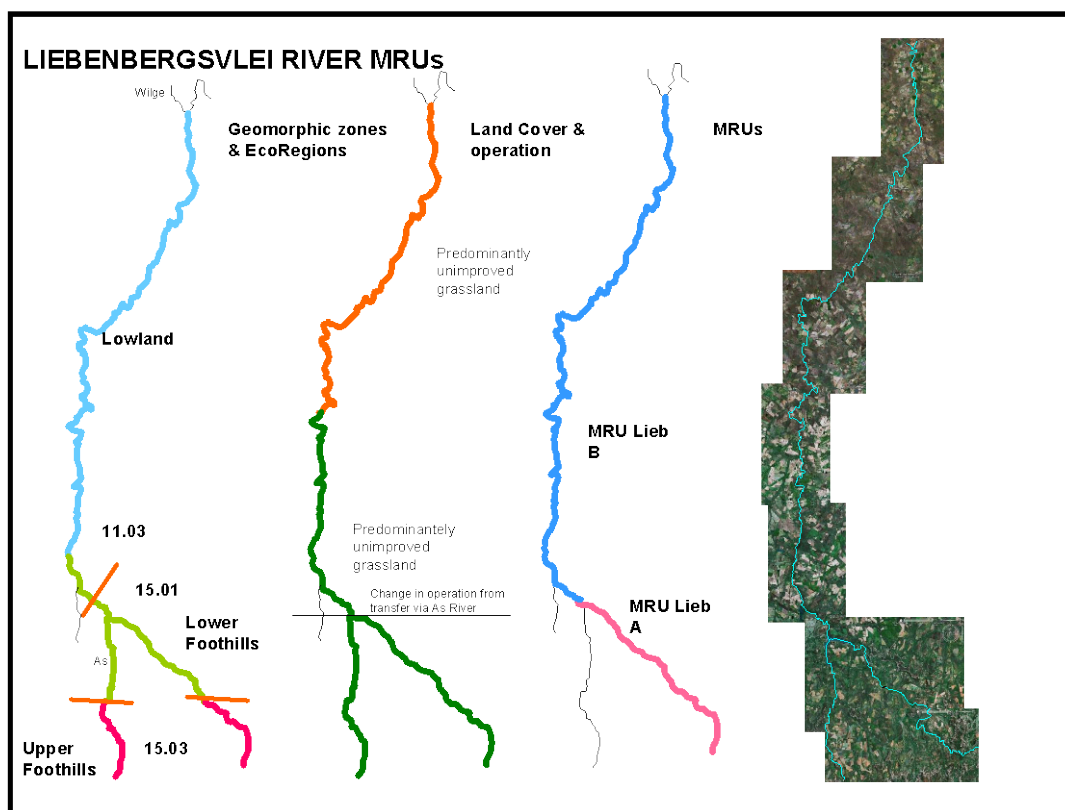 LIEBENBERGSVLEI RIVER MRUs
Wilge
Geomorphic zones
& EcoRegions
Land Cover &
operation
MRUs
Predominantly
unimproved
grassland
Lowland
MRU Lieb
B
11.03
Predominantely
unimproved
grassland
15.01
Change in operation from
transfer via As River
MRU Lieb
A
Lower
Foothills
As
Upper
Foothills
15.03